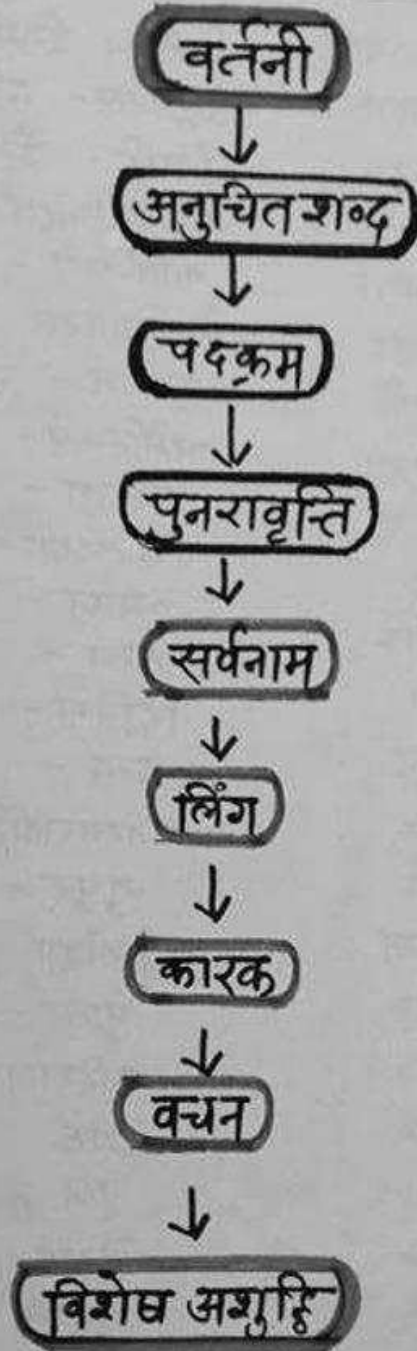 वर्तनी
अनुचित शब्द
पदक्रम
पुनरावृत्ति
सर्वनाम
लिंग
कारक
वचन
विशेष अशुद्धि